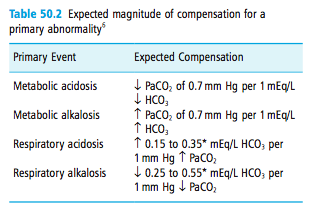 Table 50.2 Expected magnitude of compensation for a
primary abnormality⁶
Primary Event Expected Compensation
Metabolic acidosis ↓ PaCO₂ of 0.7 mm Hg per 1 mEq/L
↓ HCO₃
Metabolic alkalosis ↑ PaCO₂ of 0.7 mm Hg per 1 mEq/L
↑ HCO₃
Respiratory acidosis ↑ 0.15 to 0.35* mEq/L HCO₃ per
1 mm Hg ↑ PaCO₂
Respiratory alkalosis ↓ 0.25 to 0.55* mEq/L HCO₃ per
1 mm Hg ↓ PaCO₂